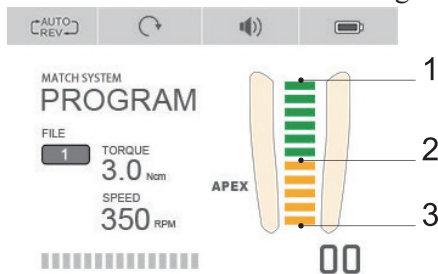 AUTO
REV
1
MATCH SYSTEM
PROGRAM
FILE
1
TORQUE
3.0 Ncm
2
APEX
SPEED
350 RPM
3
00